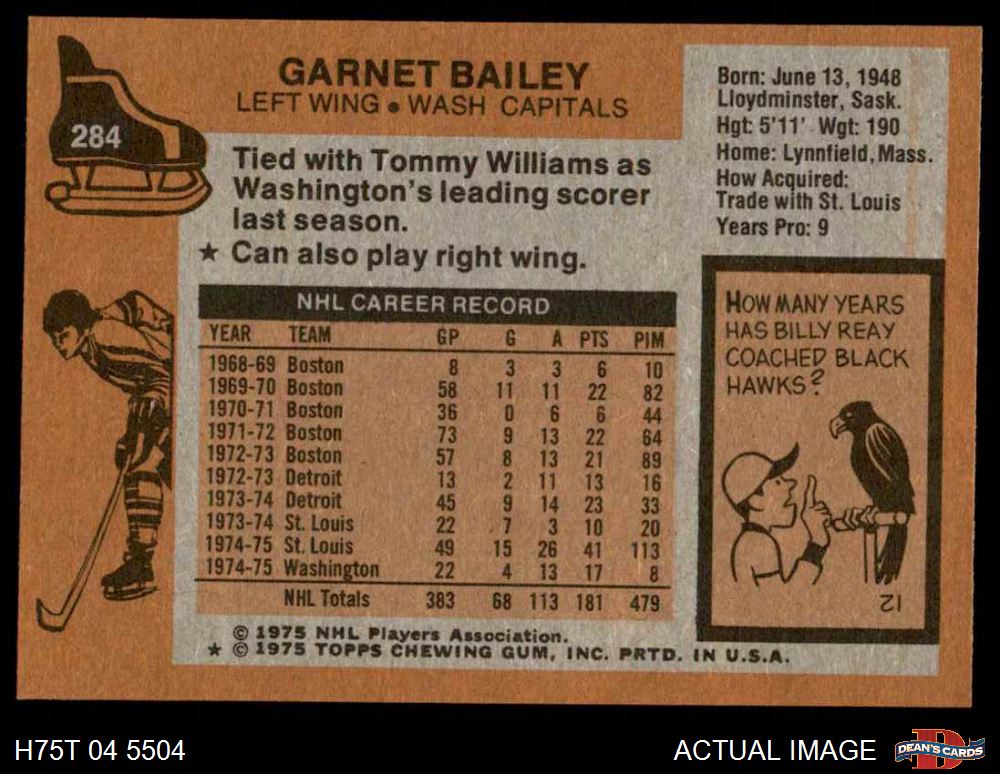 284
GARNET BAILEY
LEFT WING • WASH CAPITALS
Tied with Tommy Williams as
Washington's leading scorer
last season.
★ Can also play right wing.
Born: June 13, 1948
Lloydminster, Sask.
Hgt: 5'11' Wgt: 190
Home: Lynnfield, Mass.
How Acquired:
Trade with St. Louis
Years Pro: 9
NHL CAREER RECORD
YEAR TEAM GP G A PTS PIM
1968-69 Boston 8 3 3 6 10
1969-70 Boston 58 11 11 22 82
1970-71 Boston 36 0 6 6 44
1971-72 Boston 73 9 13 22 64
1972-73 Boston 57 8 13 21 89
1972-73 Detroit 13 2 11 13 16
1973-74 Detroit 45 9 14 23 33
1973-74 St. Louis 22 7 3 10 20
1974-75 St. Louis 49 15 26 41 113
1974-75 Washington 22 4 13 17 8
NHL Totals 383 68 113 181 479
HOW MANY YEARS
HAS BILLY REAY
COACHED BLACK
HAWKS?
12
© 1975 NHL Players Association.
★ © 1975 TOPPS CHEWING GUM, INC. PRTD. IN U.S.A.
H75T 04 5504
ACTUAL IMAGE
D
DEAN'S CARDS